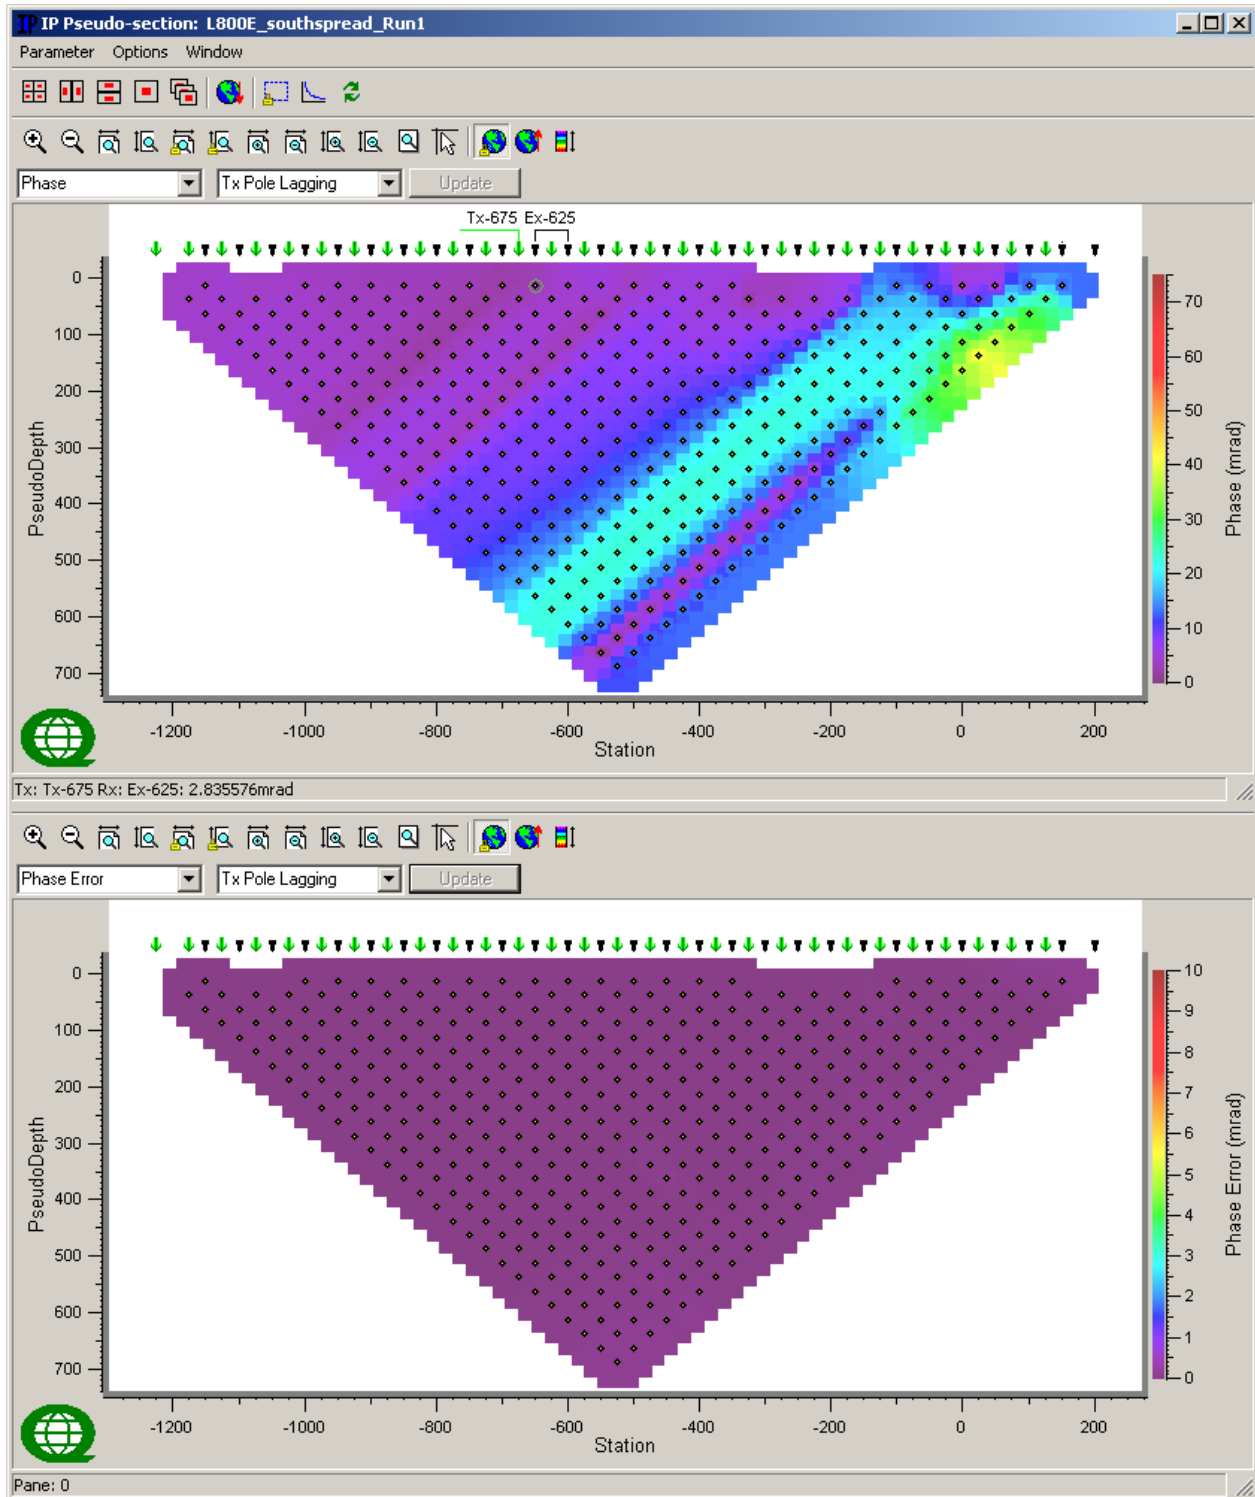 IP Pseudo-section: L800E_southspread_Run1
Parameter Options Window
Phase Tx Pole Lagging Update
Tx-675 Ex-625
0
100
200
300
400
500
600
700
PseudoDepth
-1200 -1000 -800 -600 -400 -200 0 200
Station
70
60
50
40
30
20
10
0
Phase (mrad)
Tx: Tx-675 Rx: Ex-625: 2.835576mrad
Phase Error Tx Pole Lagging Update
0
100
200
300
400
500
600
700
PseudoDepth
-1200 -1000 -800 -600 -400 -200 0 200
Station
10
9
8
7
6
5
4
3
2
1
0
Phase Error (mrad)
Pane: 0